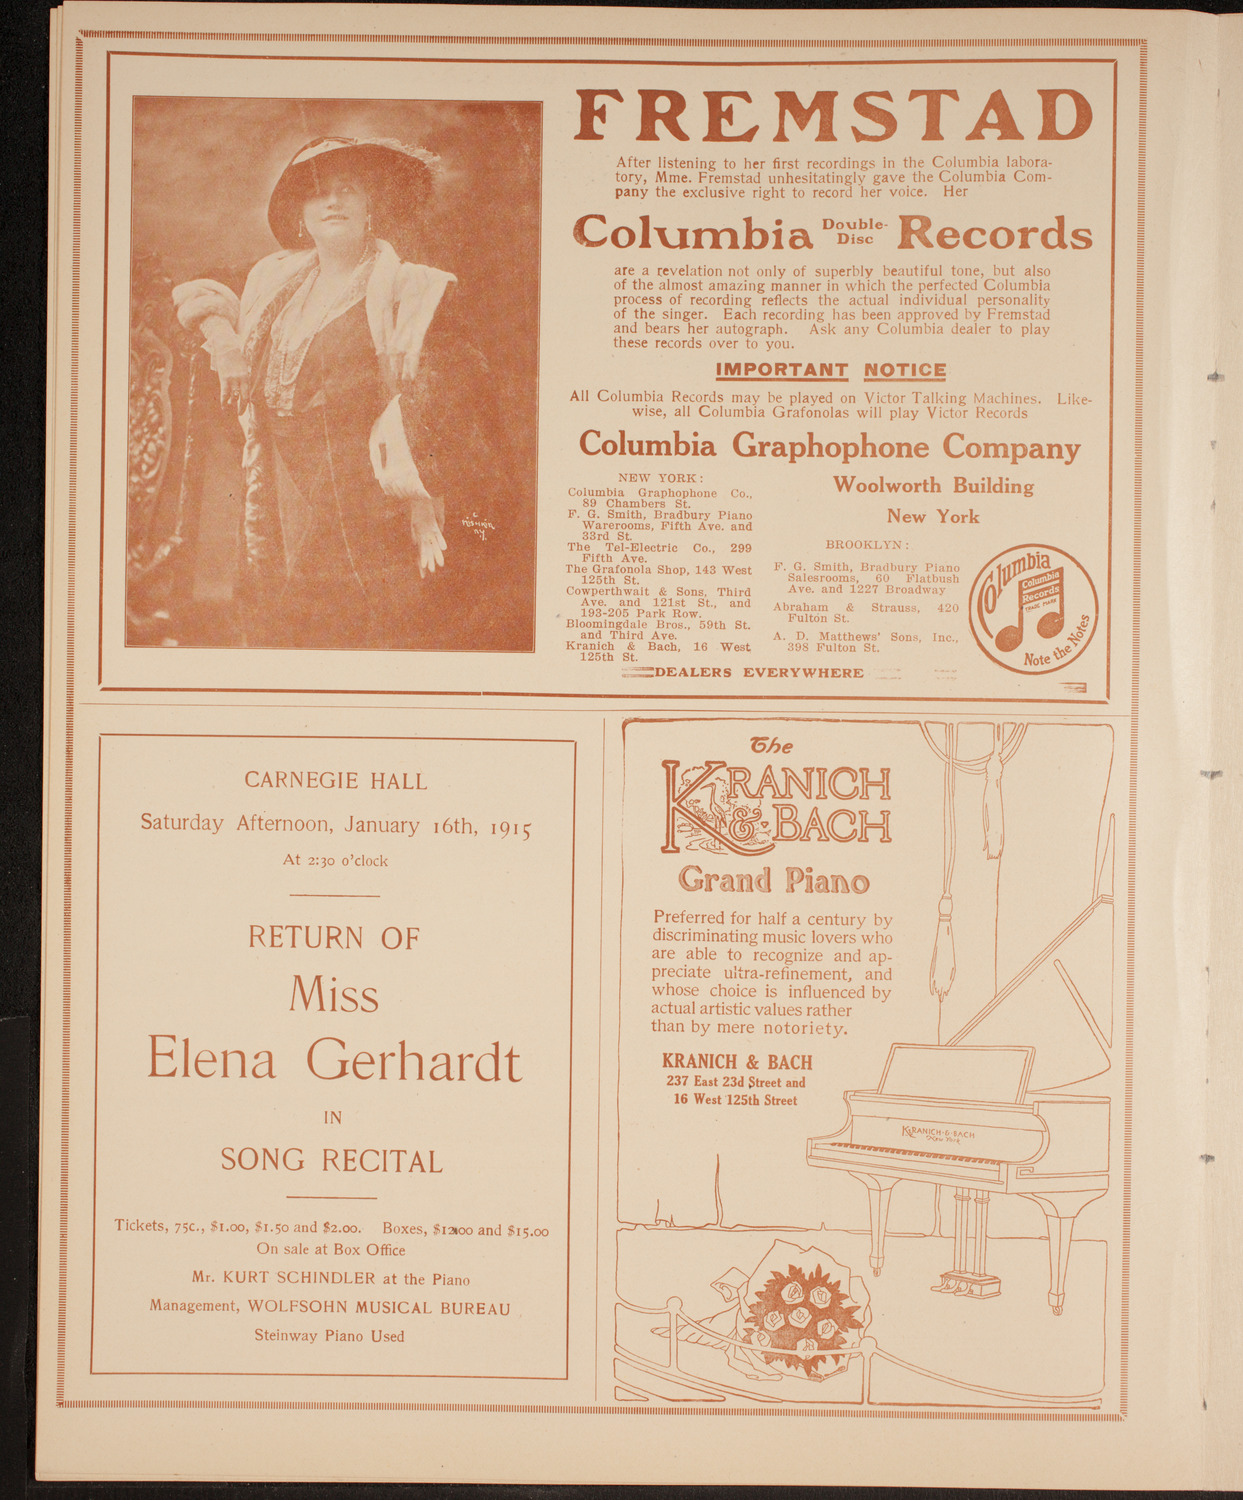 FREMSTAD
After listening to her first recordings in the Columbia labora-
tory, Mme. Fremstad unhesitatingly gave the Columbia Com-
pany the exclusive right to record her voice. Her
Columbia Double-Disc Records
are a revelation not only of superbly beautiful tone, but also
of the almost amazing manner in which the perfected Columbia
process of recording reflects the actual individual personality
of the singer. Each recording has been approved by Fremstad
and bears her autograph. Ask any Columbia dealer to play
these records over to you.
IMPORTANT NOTICE
All Columbia Records may be played on Victor Talking Machines. Like-
wise, all Columbia Grafonolas will play Victor Records
Columbia Graphophone Company
NEW YORK:
Columbia Graphophone Co.,
89 Chambers St.
F. G. Smith, Bradbury Piano
Warerooms, Fifth Ave. and
33rd St.
The Tel-Electric Co., 299
Fifth Ave.
The Grafonola Shop, 143 West
125th St.
Cowperthwait & Sons, Third
Ave. and 121st St., and
193-205 Park Row.
Bloomingdale Bros., 59th St.
and Third Ave.
Kranich & Bach, 16 West
125th St.
Woolworth Building
New York
BROOKLYN:
F. G. Smith, Bradbury Piano
Salesrooms, 60 Flatbush
Ave. and 1227 Broadway
Abraham & Strauss, 420
Fulton St.
A. D. Matthews' Sons, Inc.,
398 Fulton St.
Columbia
Columbia
Records
TRADE MARK
Note the Notes
DEALERS EVERYWHERE
CARNEGIE HALL
Saturday Afternoon, January 16th, 1915
At 2:30 o'clock
RETURN OF
Miss
Elena Gerhardt
IN
SONG RECITAL
Tickets, 75c., $1.00, $1.50 and $2.00. Boxes, $12.00 and $15.00
On sale at Box Office
Mr. KURT SCHINDLER at the Piano
Management, WOLFSOHN MUSICAL BUREAU
Steinway Piano Used
The
KRANICH
& BACH
Grand Piano
Preferred for half a century by
discriminating music lovers who
are able to recognize and ap-
preciate ultra-refinement, and
whose choice is influenced by
actual artistic values rather
than by mere notoriety.
KRANICH & BACH
237 East 23d Street and
16 West 125th Street
KRANICH & BACH
New York